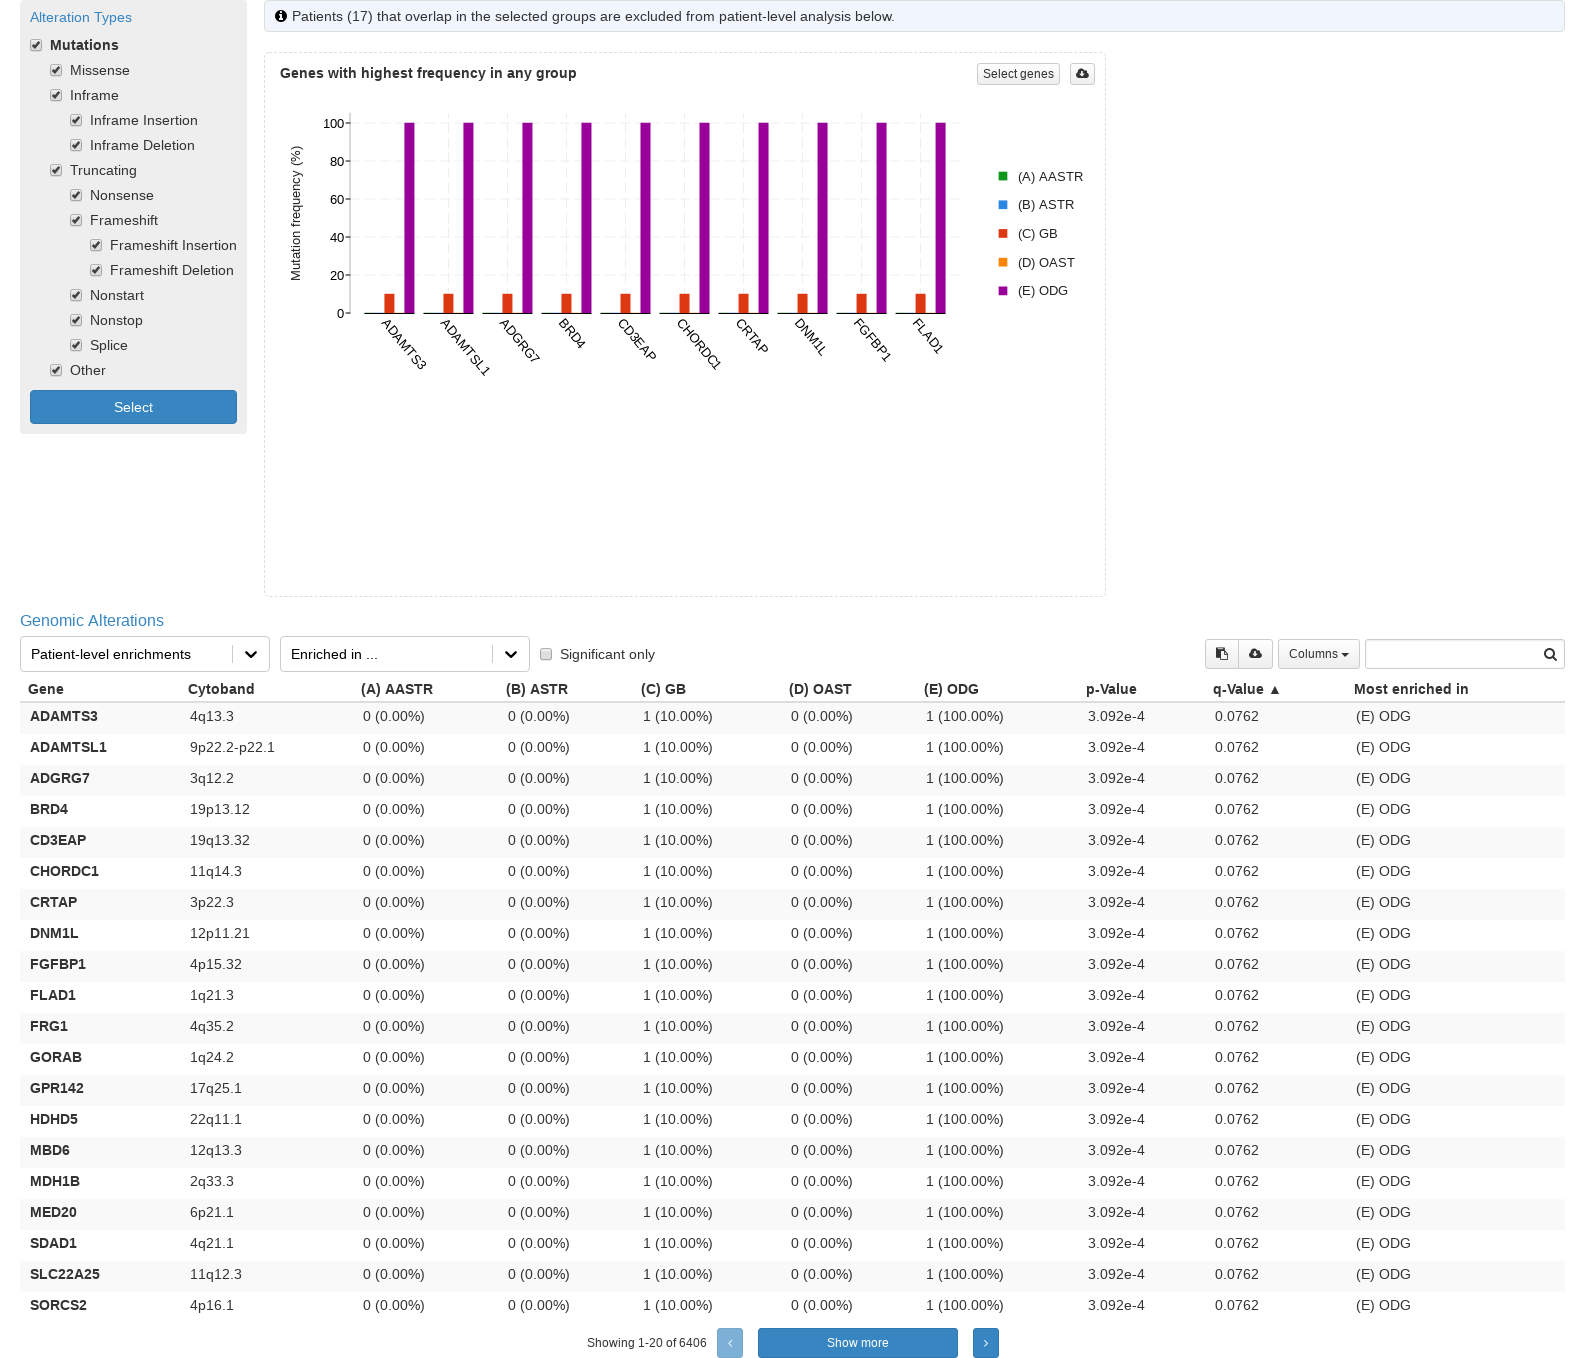 Alteration Types
Mutations
Missense
Inframe
Inframe Insertion
Inframe Deletion
Truncating
Nonsense
Frameshift
Frameshift Insertion
Frameshift Deletion
Nonstart
Nonstop
Splice
Other
Select
Patients (17) that overlap in the selected groups are excluded from patient-level analysis below.
Genes with highest frequency in any group
Select genes
Mutation frequency (%)
100
80
60
40
20
0
ADAMTS3
ADAMTSL1
ADGRG7
BRD4
CD3EAP
CHORDC1
CRTAP
DNM1L
FGFBP1
FLAD1
(A) AASTR
(B) ASTR
(C) GB
(D) OAST
(E) ODG
Genomic Alterations
Patient-level enrichments Enriched in ... Significant only Columns
Gene Cytoband (A) AASTR (B) ASTR (C) GB (D) OAST (E) ODG p-Value q-Value ▲ Most enriched in
ADAMTS3 4q13.3 0 (0.00%) 0 (0.00%) 1 (10.00%) 0 (0.00%) 1 (100.00%) 3.092e-4 0.0762 (E) ODG
ADAMTSL1 9p22.2-p22.1 0 (0.00%) 0 (0.00%) 1 (10.00%) 0 (0.00%) 1 (100.00%) 3.092e-4 0.0762 (E) ODG
ADGRG7 3q12.2 0 (0.00%) 0 (0.00%) 1 (10.00%) 0 (0.00%) 1 (100.00%) 3.092e-4 0.0762 (E) ODG
BRD4 19p13.12 0 (0.00%) 0 (0.00%) 1 (10.00%) 0 (0.00%) 1 (100.00%) 3.092e-4 0.0762 (E) ODG
CD3EAP 19q13.32 0 (0.00%) 0 (0.00%) 1 (10.00%) 0 (0.00%) 1 (100.00%) 3.092e-4 0.0762 (E) ODG
CHORDC1 11q14.3 0 (0.00%) 0 (0.00%) 1 (10.00%) 0 (0.00%) 1 (100.00%) 3.092e-4 0.0762 (E) ODG
CRTAP 3p22.3 0 (0.00%) 0 (0.00%) 1 (10.00%) 0 (0.00%) 1 (100.00%) 3.092e-4 0.0762 (E) ODG
DNM1L 12p11.21 0 (0.00%) 0 (0.00%) 1 (10.00%) 0 (0.00%) 1 (100.00%) 3.092e-4 0.0762 (E) ODG
FGFBP1 4p15.32 0 (0.00%) 0 (0.00%) 1 (10.00%) 0 (0.00%) 1 (100.00%) 3.092e-4 0.0762 (E) ODG
FLAD1 1q21.3 0 (0.00%) 0 (0.00%) 1 (10.00%) 0 (0.00%) 1 (100.00%) 3.092e-4 0.0762 (E) ODG
FRG1 4q35.2 0 (0.00%) 0 (0.00%) 1 (10.00%) 0 (0.00%) 1 (100.00%) 3.092e-4 0.0762 (E) ODG
GORAB 1q24.2 0 (0.00%) 0 (0.00%) 1 (10.00%) 0 (0.00%) 1 (100.00%) 3.092e-4 0.0762 (E) ODG
GPR142 17q25.1 0 (0.00%) 0 (0.00%) 1 (10.00%) 0 (0.00%) 1 (100.00%) 3.092e-4 0.0762 (E) ODG
HDHD5 22q11.1 0 (0.00%) 0 (0.00%) 1 (10.00%) 0 (0.00%) 1 (100.00%) 3.092e-4 0.0762 (E) ODG
MBD6 12q13.3 0 (0.00%) 0 (0.00%) 1 (10.00%) 0 (0.00%) 1 (100.00%) 3.092e-4 0.0762 (E) ODG
MDH1B 2q33.3 0 (0.00%) 0 (0.00%) 1 (10.00%) 0 (0.00%) 1 (100.00%) 3.092e-4 0.0762 (E) ODG
MED20 6p21.1 0 (0.00%) 0 (0.00%) 1 (10.00%) 0 (0.00%) 1 (100.00%) 3.092e-4 0.0762 (E) ODG
SDAD1 4q21.1 0 (0.00%) 0 (0.00%) 1 (10.00%) 0 (0.00%) 1 (100.00%) 3.092e-4 0.0762 (E) ODG
SLC22A25 11q12.3 0 (0.00%) 0 (0.00%) 1 (10.00%) 0 (0.00%) 1 (100.00%) 3.092e-4 0.0762 (E) ODG
SORCS2 4p16.1 0 (0.00%) 0 (0.00%) 1 (10.00%) 0 (0.00%) 1 (100.00%) 3.092e-4 0.0762 (E) ODG
Showing 1-20 of 6406 ‹ Show more ›